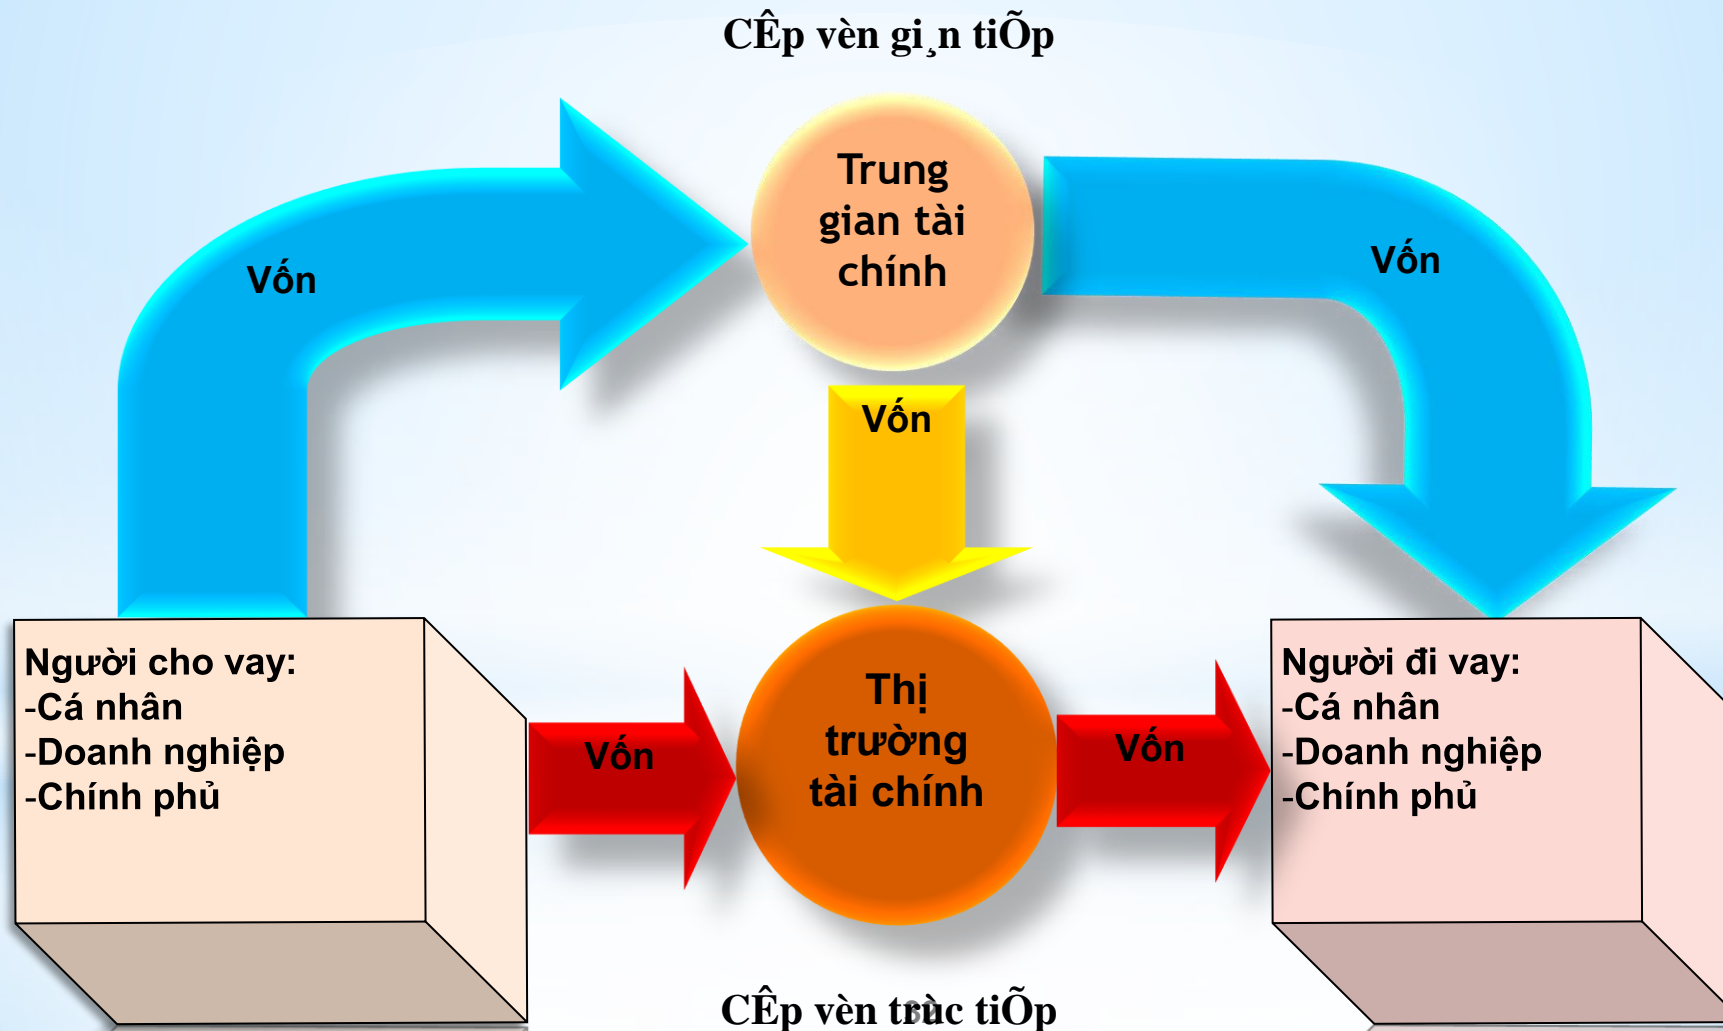 CÊp vèn gi¸n tiÕp
Trung
gian tài
chính
Vốn
Vốn
Vốn
Người cho vay:
-Cá nhân
-Doanh nghiệp
-Chính phủ
Vốn
Thị
trường
tài chính
Vốn
Người đi vay:
-Cá nhân
-Doanh nghiệp
-Chính phủ
CÊp vèn trùc tiÕp